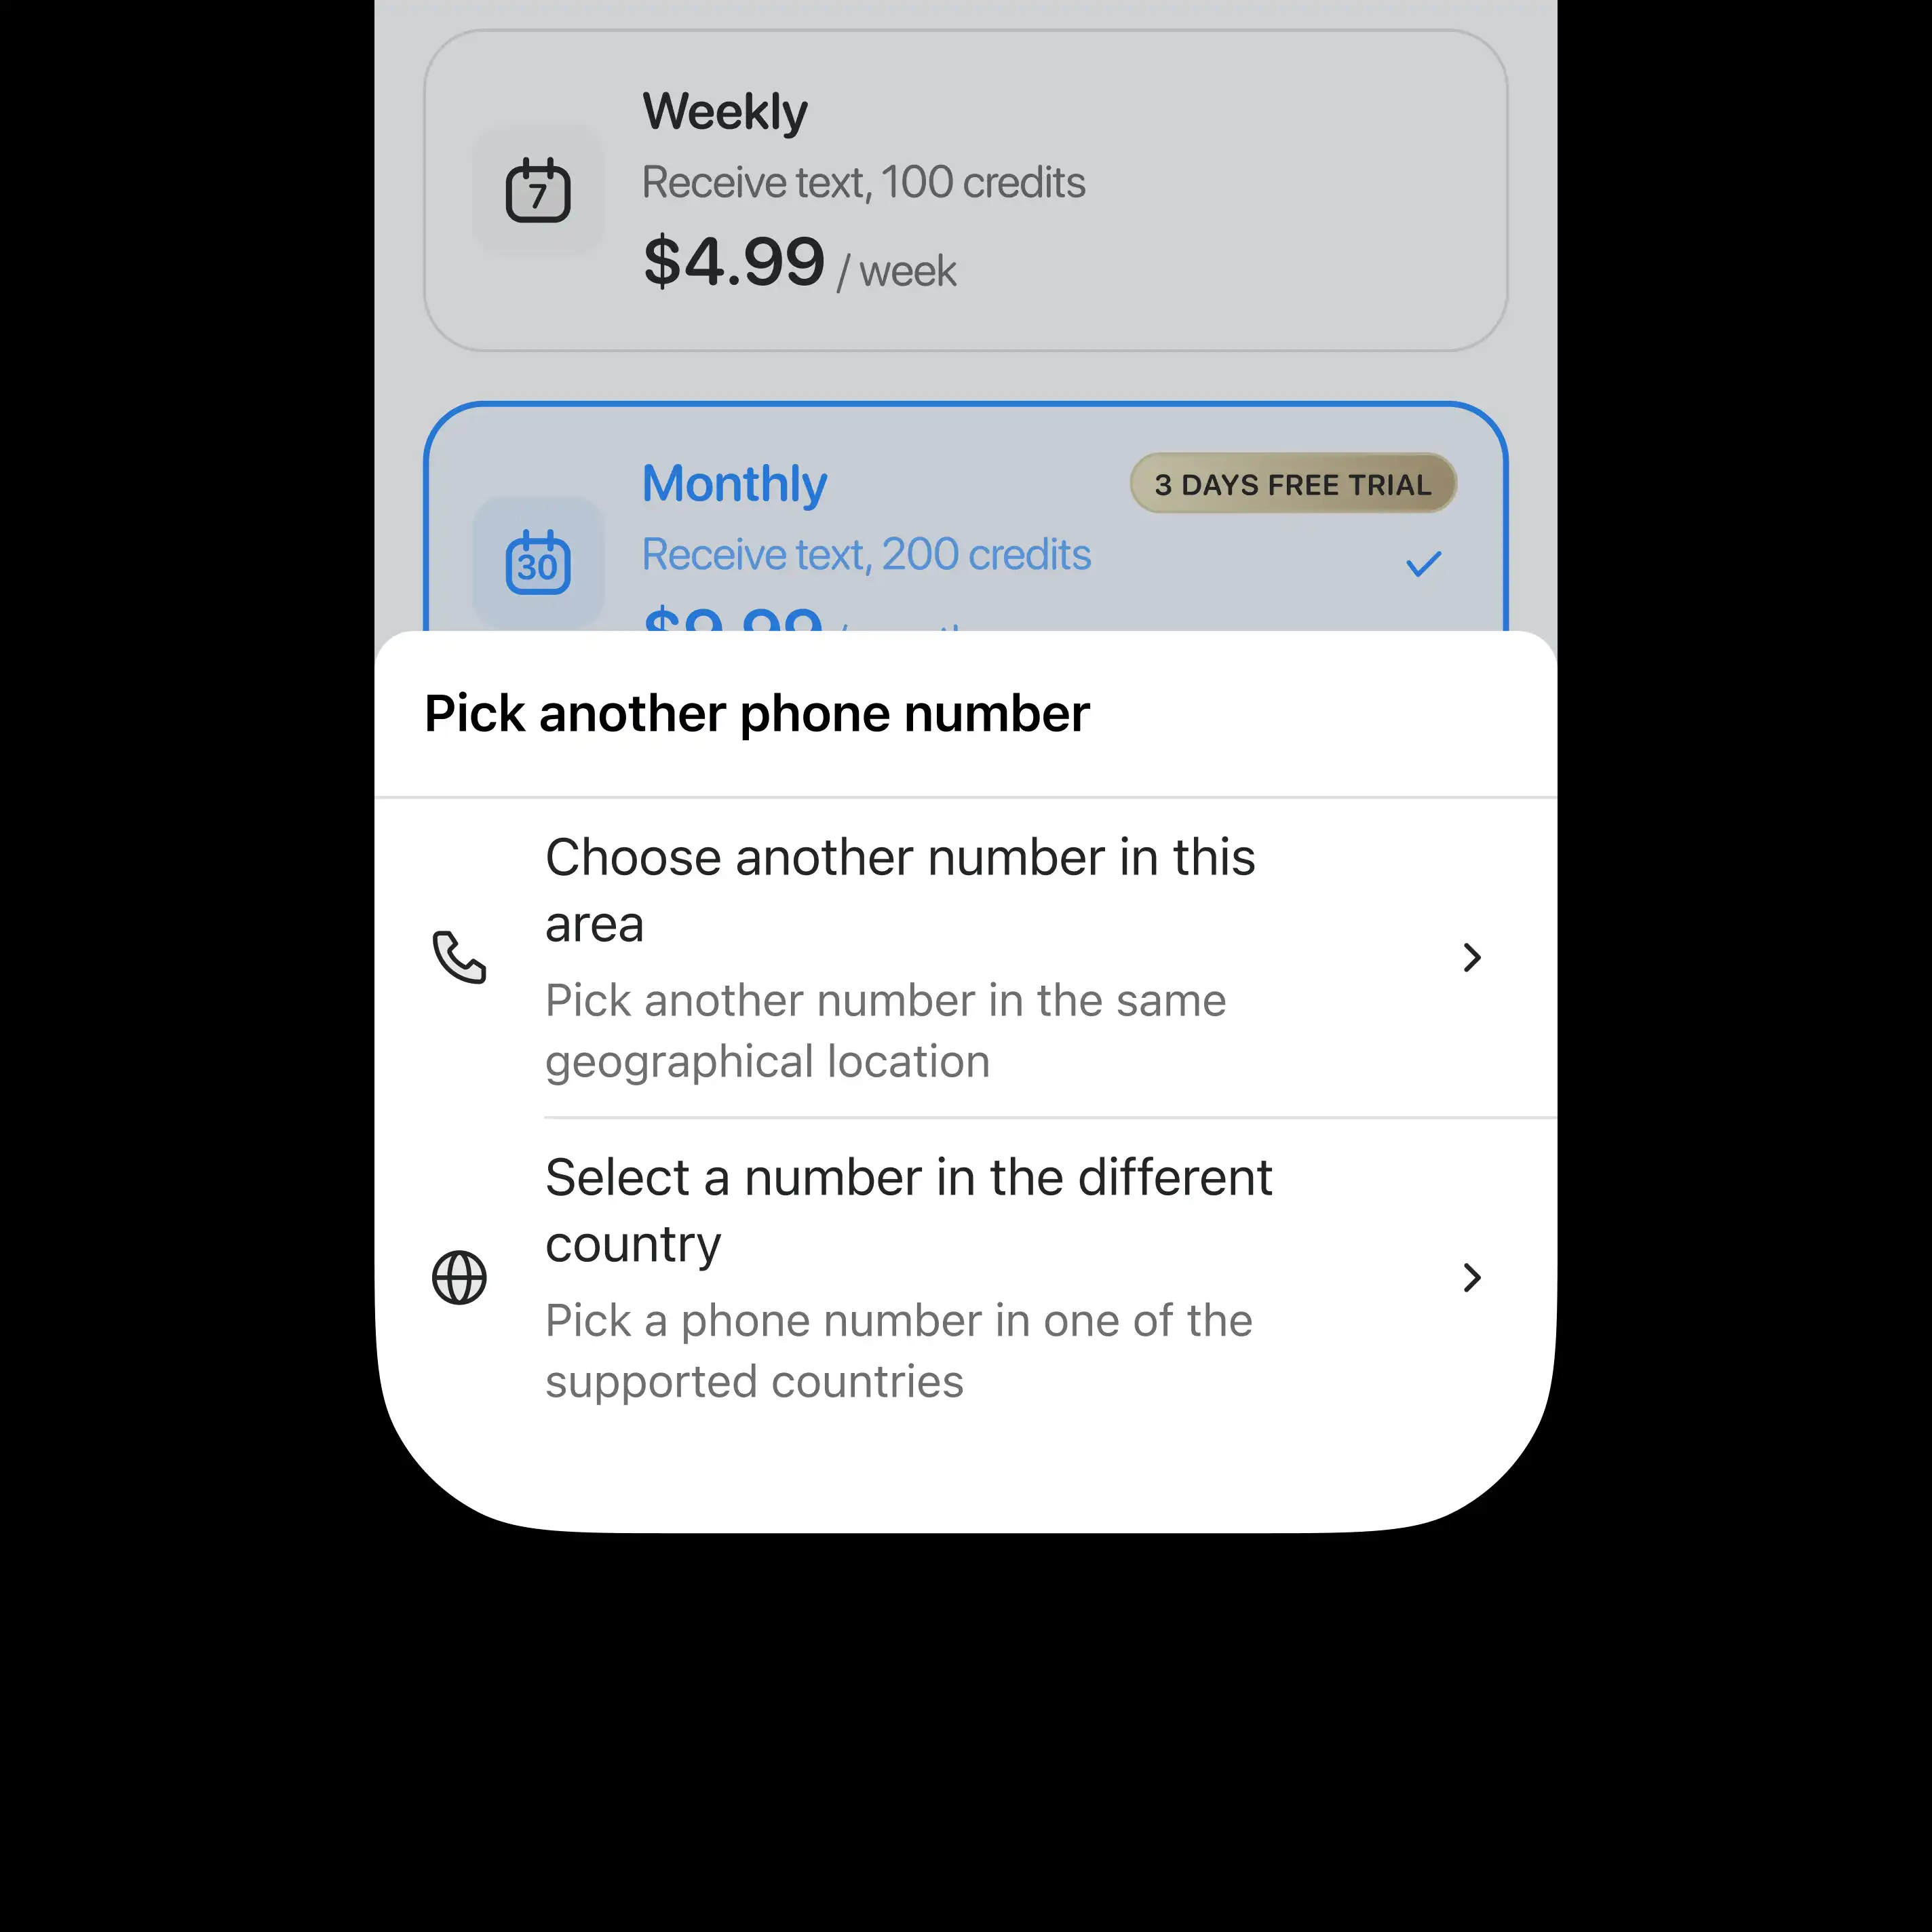 Weekly
Receive text, 100 credits
7
$4.99 / week
Monthly
3 DAYS FREE TRIAL
Receive text, 200 credits
30
Pick another phone number
Choose another number in this
area
Pick another number in the same
geographical location
Select a number in the different
country
Pick a phone number in one of the
supported countries